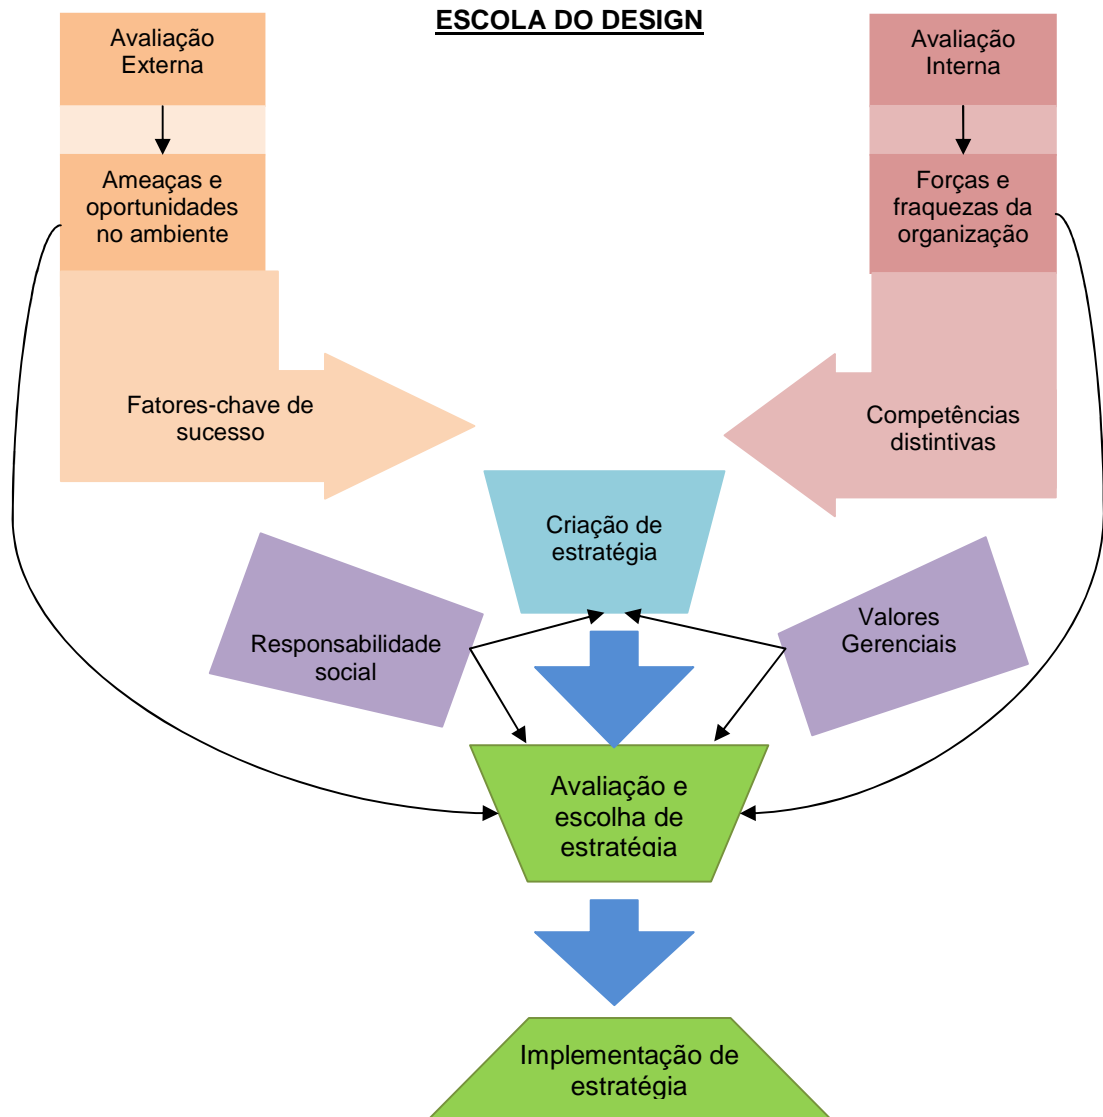 ESCOLA DO DESIGN
Avaliação
Externa
Avaliação
Interna
Ameaças e
oportunidades
no ambiente
Forças e
fraquezas da
organização
Fatores-chave de
sucesso
Competências
distintivas
Criação de
estratégia
Responsabilidade
social
Valores
Gerenciais
Avaliação e
escolha de
estratégia
Implementação de
estratégia